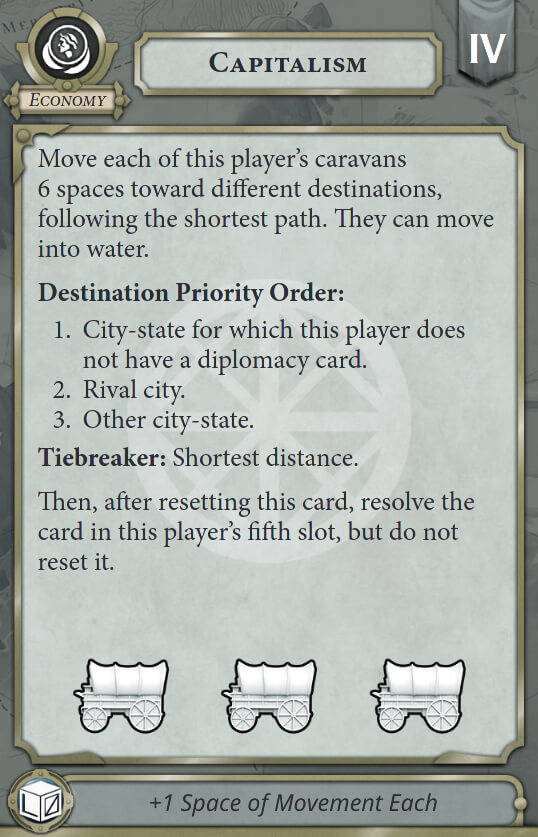 CAPITALISM
IV
ECONOMY
Move each of this player's caravans
6 spaces toward different destinations,
following the shortest path. They can move
into water.
Destination Priority Order:
1. City-state for which this player does
not have a diplomacy card.
2. Rival city.
3. Other city-state.
Tiebreaker: Shortest distance.
Then, after resetting this card, resolve the
card in this player's fifth slot, but do not
reset it.
+1 Space of Movement Each